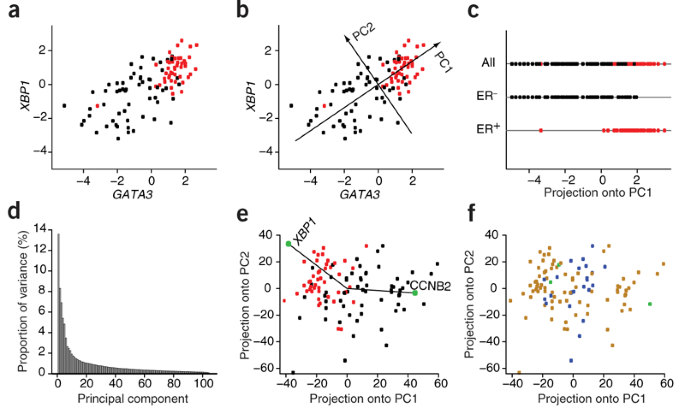 a
XBP1
2
0
−2
−4
−4 −2 0 2
GATA3
b
PC2
PC1
XBP1
2
0
−2
−4
−4 −2 0 2
GATA3
c
All
ER−
ER+
−4 −2 0 2
Projection onto PC1
d
Proportion of variance (%)
14
12
10
8
6
4
2
0
0 20 40 60 80 100
Principal component
e
XBP1
CCNB2
Projection onto PC2
40
20
0
−20
−40
−60
−40 −20 0 20 40 60
Projection onto PC1
f
Projection onto PC2
40
20
0
−20
−40
−60
−40 −20 0 20 40 60
Projection onto PC1